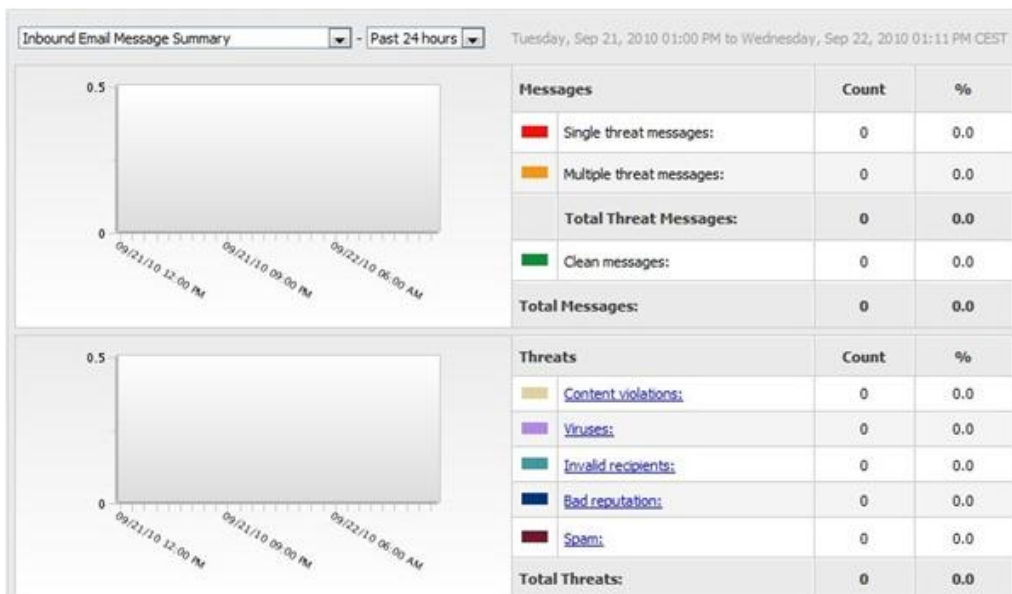 Inbound Email Message Summary - Past 24 hours Tuesday, Sep 21, 2010 01:00 PM to Wednesday, Sep 22, 2010 01:11 PM CEST
0.5
0
09/21/10 12:00 PM
09/21/10 09:00 PM
09/22/10 06:00 AM
Messages Count %
Single threat messages: 0 0.0
Multiple threat messages: 0 0.0
Total Threat Messages: 0 0.0
Clean messages: 0 0.0
Total Messages: 0 0.0
0.5
0
09/21/10 12:00 PM
09/21/10 09:00 PM
09/22/10 06:00 AM
Threats Count %
Content violations: 0 0.0
Viruses: 0 0.0
Invalid recipients: 0 0.0
Bad reputation: 0 0.0
Spam: 0 0.0
Total Threats: 0 0.0